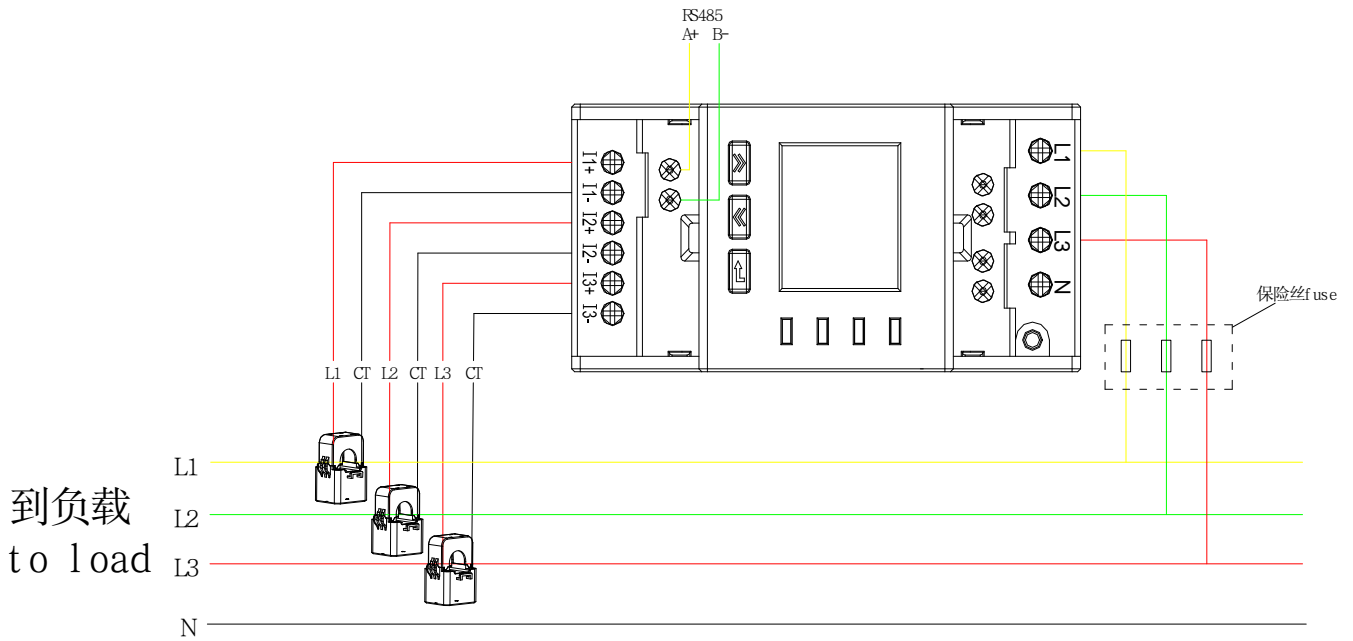 RS485
A+ B-
I1+
I1-
I2+
I2-
I3+
I3-
L1
L2
L3
N
保险丝fuse
L1 CT L2 CT L3 CT
L1
到负载
L2
to load
L3
N